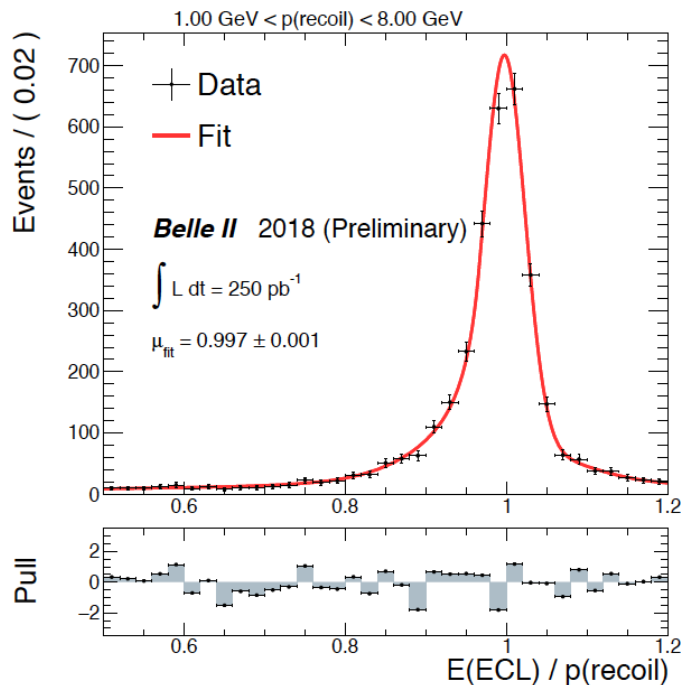 1.00 GeV < p(recoil) < 8.00 GeV
Events / ( 0.02 )
700
600
500
400
300
200
100
0
Data
Fit
Belle II 2018 (Preliminary)
∫ L dt = 250 pb⁻¹
μfit = 0.997 ± 0.001
0.6 0.8 1 1.2
Pull
2
0
−2
0.6 0.8 1 1.2
E(ECL) / p(recoil)